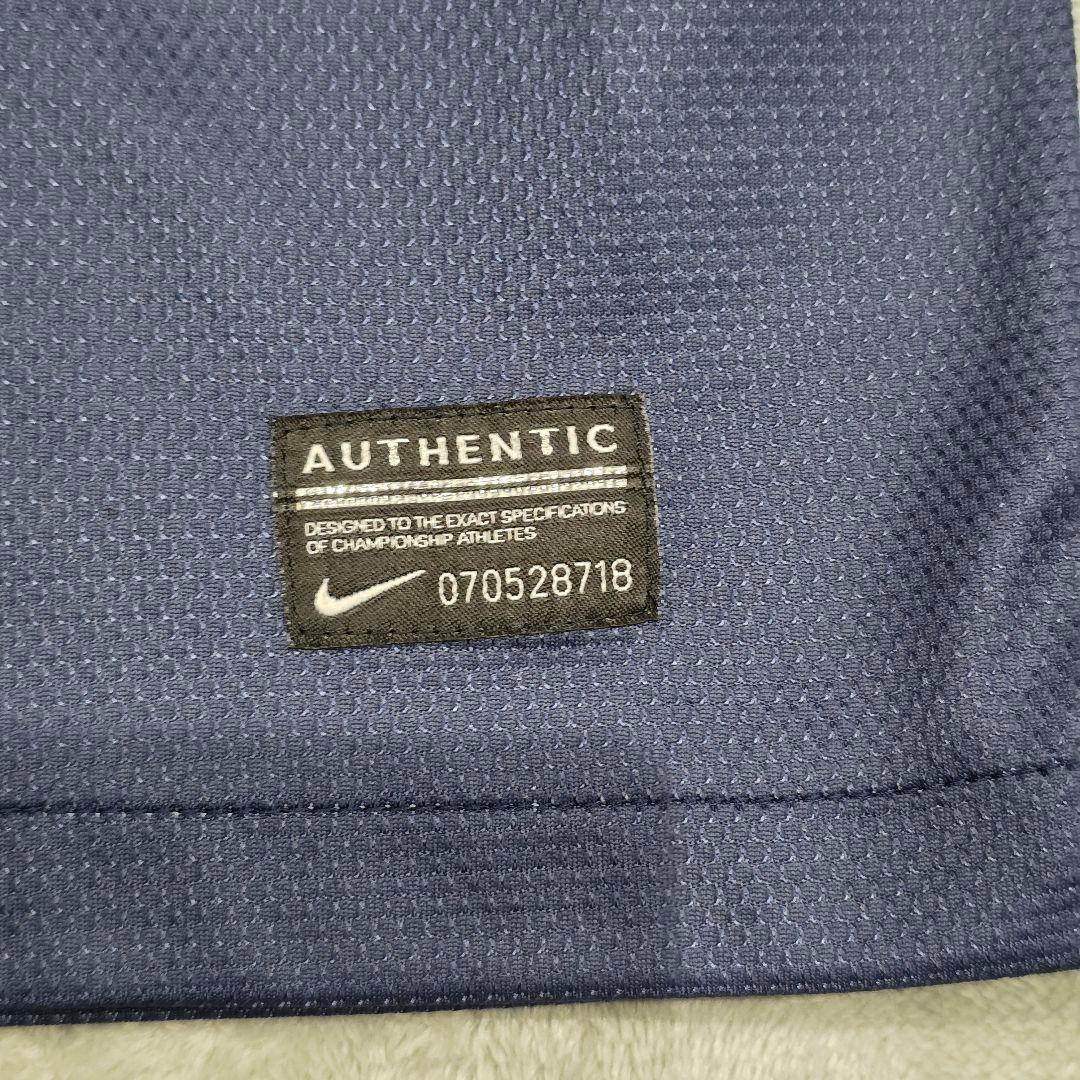 AUTHENTIC
DESIGNED TO THE EXACT SPECIFICATIONS
OF CHAMPIONSHIP ATHLETES
070528718